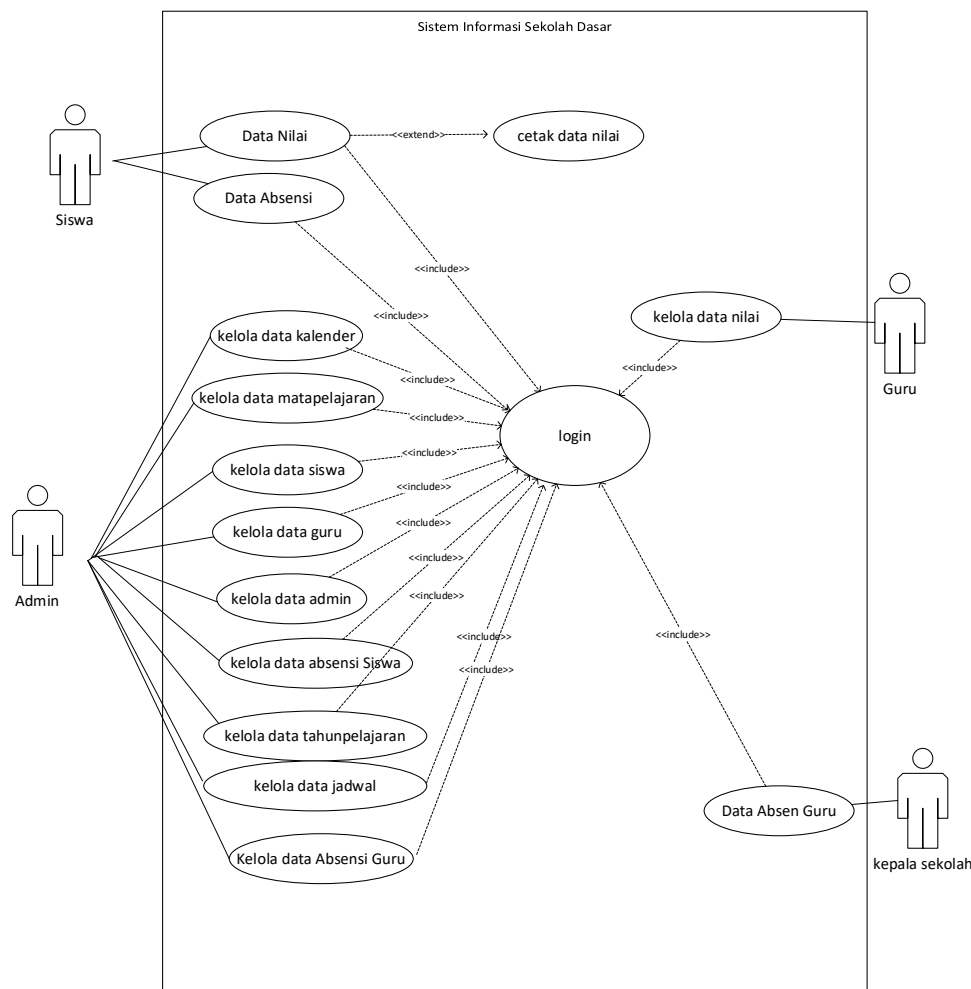 Sistem Informasi Sekolah Dasar
Data Nilai
<<extend>>
cetak data nilai
Siswa
Data Absensi
<<include>>
<<include>>
kelola data nilai
<<include>>
Guru
kelola data kalender
<<include>>
kelola data matapelajaran
<<include>>
login
kelola data siswa
<<include>>
kelola data guru
<<include>>
Admin
kelola data admin
<<include>>
kelola data absensi Siswa
<<include>>
<<include>>
kelola data tahunpelajaran
<<include>>
kelola data jadwal
<<include>>
Kelola data Absensi Guru
<<include>>
Data Absen Guru
kepala sekolah